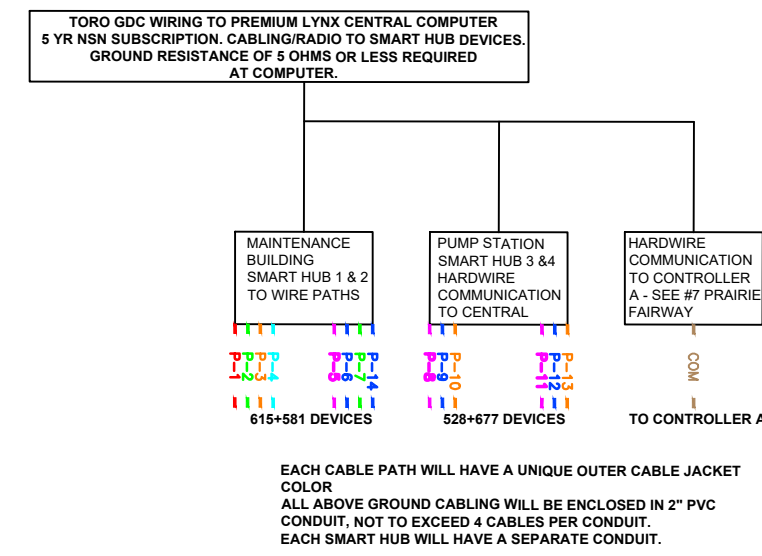 TORO GDC WIRING TO PREMIUM LYNX CENTRAL COMPUTER
5 YR NSN SUBSCRIPTION. CABLING/RADIO TO SMART HUB DEVICES.
GROUND RESISTANCE OF 5 OHMS OR LESS REQUIRED
AT COMPUTER.
MAINTENANCE
BUILDING
SMART HUB 1 & 2
TO WIRE PATHS
PUMP STATION
SMART HUB 3 &4
HARDWIRE
COMMUNICATION
TO CENTRAL
HARDWIRE
COMMUNICATION
TO CONTROLLER
A - SEE #7 PRAIRIE
FAIRWAY
P-1
P-2
P-3
P-4
P-5
P-6
P-7
P-14
P-8
P-9
P-10
P-11
P-12
P-13
COM
615+581 DEVICES
528+677 DEVICES
TO CONTROLLER A
EACH CABLE PATH WILL HAVE A UNIQUE OUTER CABLE JACKET
COLOR
ALL ABOVE GROUND CABLING WILL BE ENCLOSED IN 2" PVC
CONDUIT, NOT TO EXCEED 4 CABLES PER CONDUIT.
EACH SMART HUB WILL HAVE A SEPARATE CONDUIT.